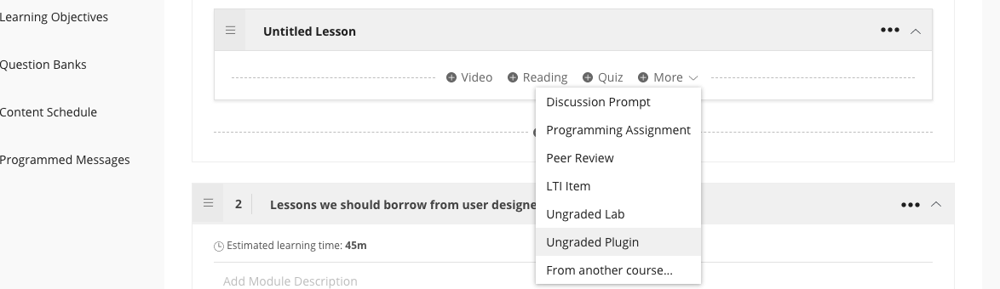 Learning Objectives
Question Banks
Content Schedule
Programmed Messages
Untitled Lesson
Video Reading Quiz More
Discussion Prompt
Programming Assignment
Peer Review
LTI Item
Ungraded Lab
Ungraded Plugin
From another course...
2 Lessons we should borrow from user designe
Estimated learning time: 45m
Add Module Description